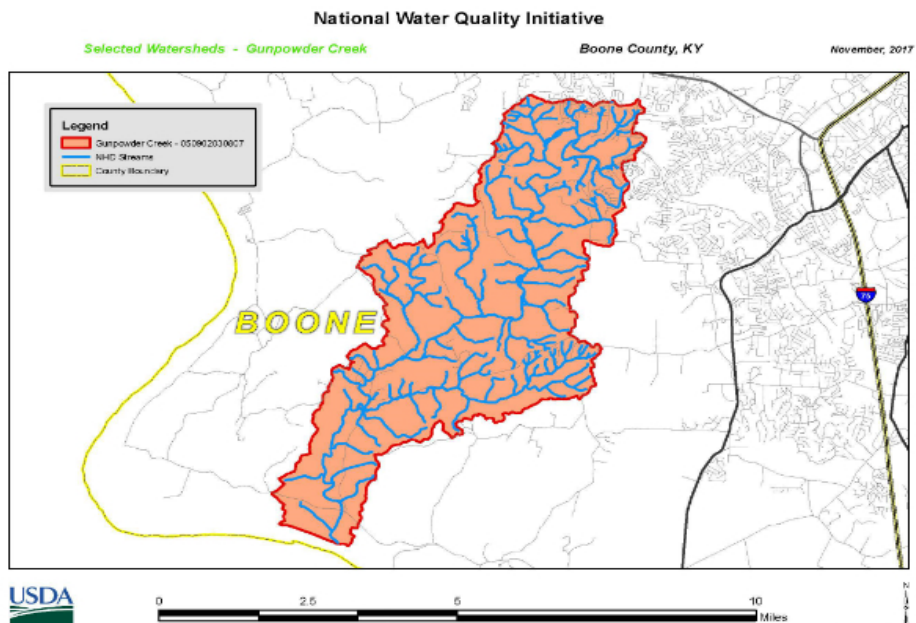 National Water Quality Initiative
Selected Watersheds - Gunpowder Creek Boone County, KY November, 2017
Legend
Gunpowder Creek - 050902030807
NHD Streams
County Boundary
BOONE
75
USDA
0 2.5 5 10
Miles
N